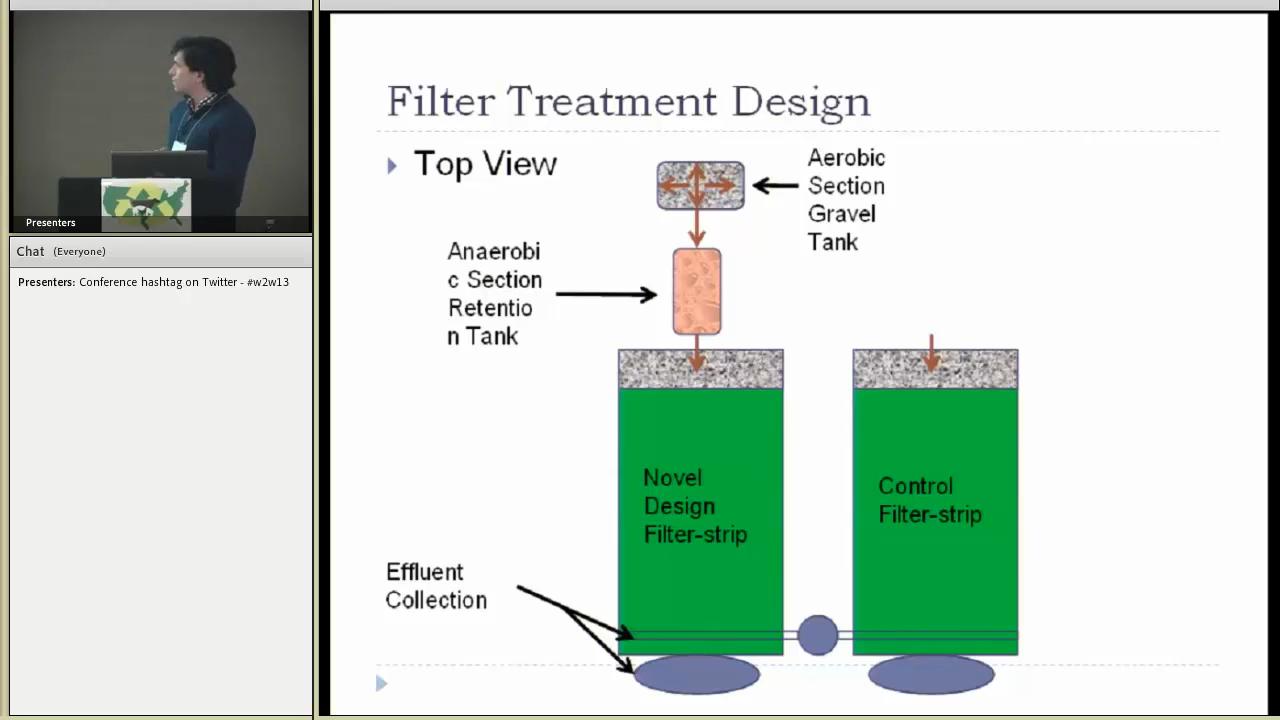 Presenters
Chat (Everyone)
Presenters: Conference hashtag on Twitter - #w2w13
Filter Treatment Design
Top View
Aerobic
Section
Gravel
Tank
Anaerobi
c Section
Retentio
n Tank
Novel
Design
Filter-strip
Control
Filter-strip
Effluent
Collection